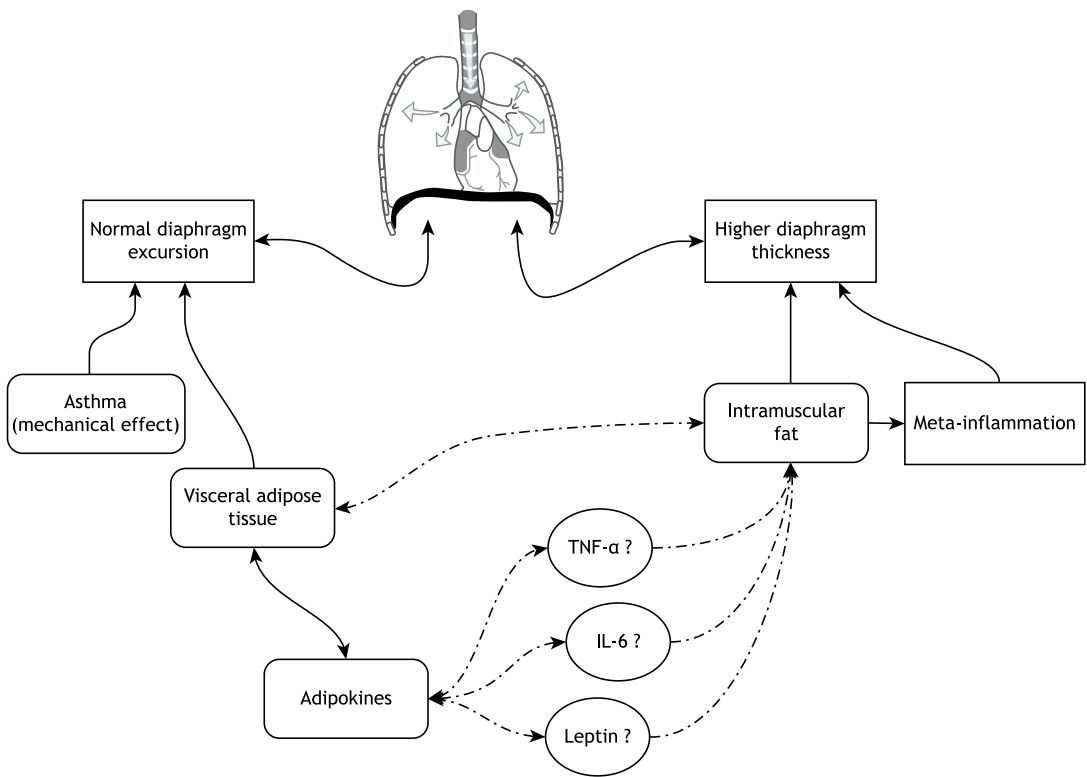 Normal diaphragm
excursion
Higher diaphragm
thickness
Asthma
(mechanical effect)
Intramuscular
fat
Meta-inflammation
Visceral adipose
tissue
TNF-α ?
IL-6 ?
Adipokines
Leptin ?